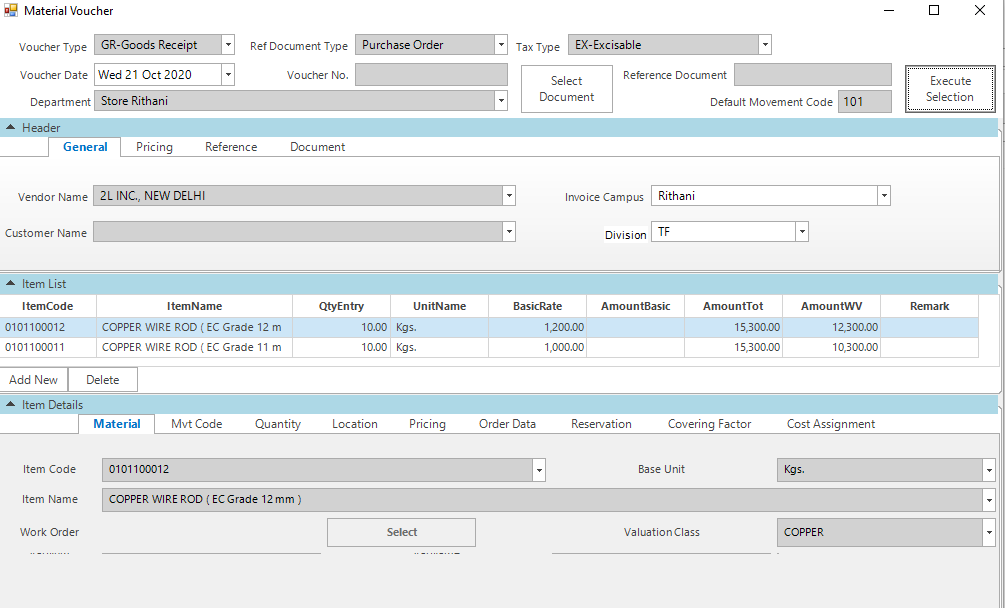 Material Voucher
Voucher Type GR-Goods Receipt Ref Document Type Purchase Order Tax Type EX-Excisable
Voucher Date Wed 21 Oct 2020 Voucher No. Select Document Reference Document Execute Selection
Department Store Rithani Default Movement Code 101
Header
General Pricing Reference Document
Vendor Name 2L INC., NEW DELHI Invoice Campus Rithani
Customer Name Division TF
Item List
ItemCode ItemName QtyEntry UnitName BasicRate AmountBasic AmountTot AmountWV Remark
0101100012 COPPER WIRE ROD ( EC Grade 12 m 10.00 Kgs. 1,200.00 15,300.00 12,300.00
0101100011 COPPER WIRE ROD ( EC Grade 11 m 10.00 Kgs. 1,000.00 15,300.00 10,300.00
Add New Delete
Item Details
Material Mvt Code Quantity Location Pricing Order Data Reservation Covering Factor Cost Assignment
Item Code 0101100012 Base Unit Kgs.
Item Name COPPER WIRE ROD ( EC Grade 12 mm )
Work Order Select Valuation Class COPPER